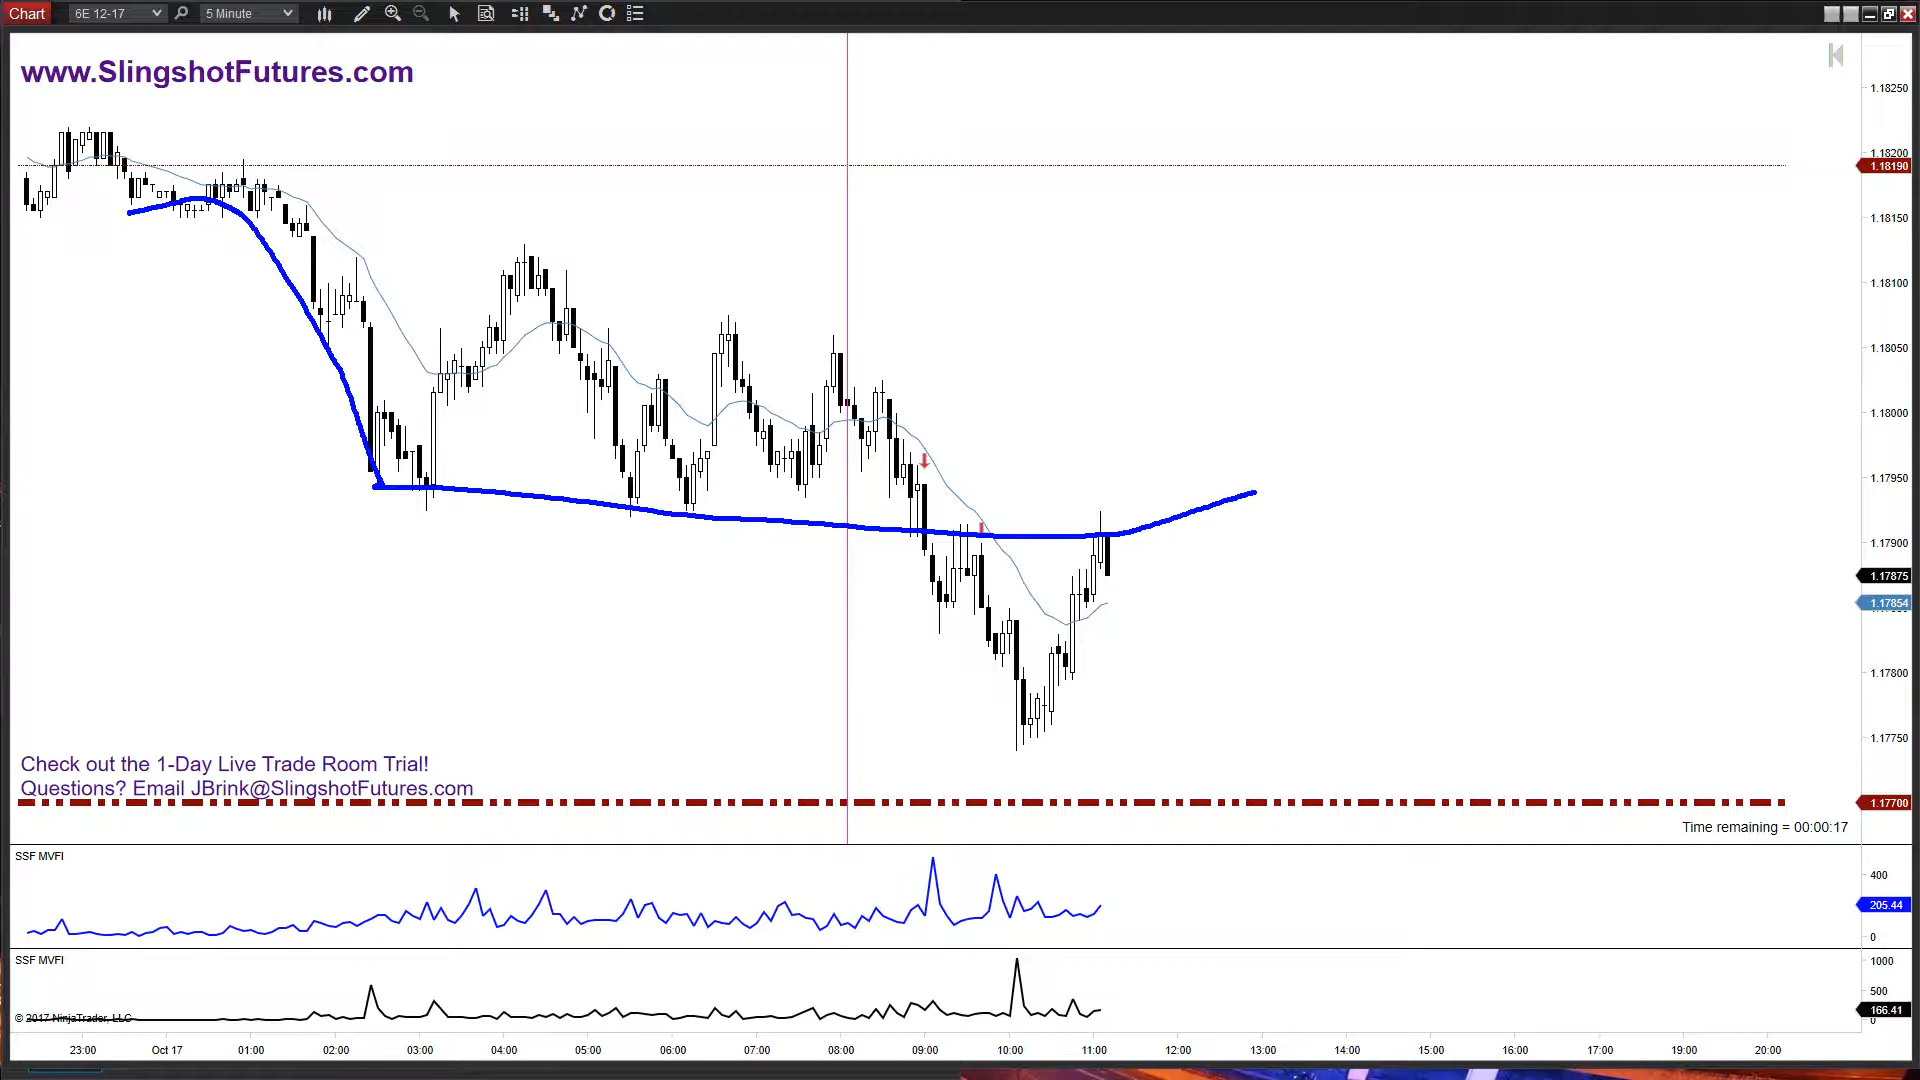 Chart 6E 12-17 5 Minute
www.SlingshotFutures.com
1.18250
1.18200
1.18190
1.18150
1.18100
1.18050
1.18000
1.17950
1.17900
1.17875
1.17854
1.17800
1.17750
Check out the 1-Day Live Trade Room Trial!
Questions? Email JBrink@SlingshotFutures.com
1.17700
Time remaining = 00:00:17
SSF MVFI
400
205.44
0
SSF MVFI
1000
500
166.41
0
© 2017 NinjaTrader, LLC
23:00 Oct 17 01:00 02:00 03:00 04:00 05:00 06:00 07:00 08:00 09:00 10:00 11:00 12:00 13:00 14:00 15:00 16:00 17:00 18:00 19:00 20:00